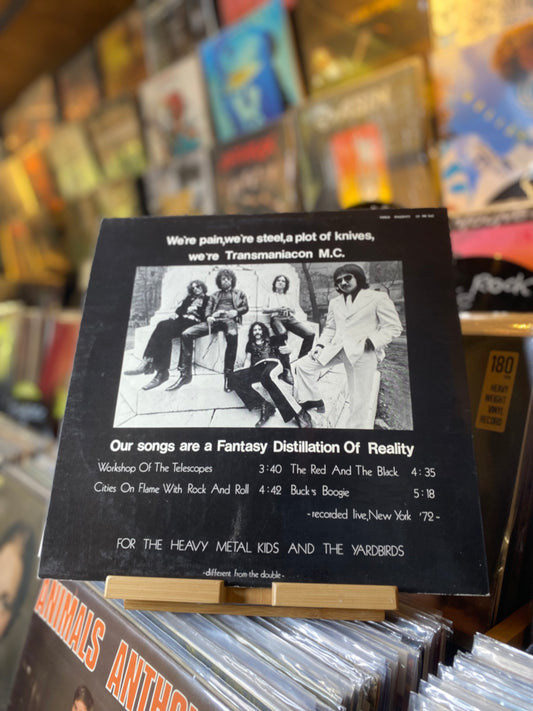 We're pain,we're steel,a plot of knives,
we're Transmaniacon M.C.
Our songs are a Fantasy Distillation Of Reality
Workshop Of The Telescopes 3:40 The Red And The Black 4:35
Cities On Flame With Rock And Roll 4:42 Buck's Boogie 5:18
-recorded live,New York '72-
FOR THE HEAVY METAL KIDS AND THE YARDBIRDS
-different from the double-
Rock
180
HEAVY
WEIGHT
VINYL
RECORD
ANIMALS ANTHO